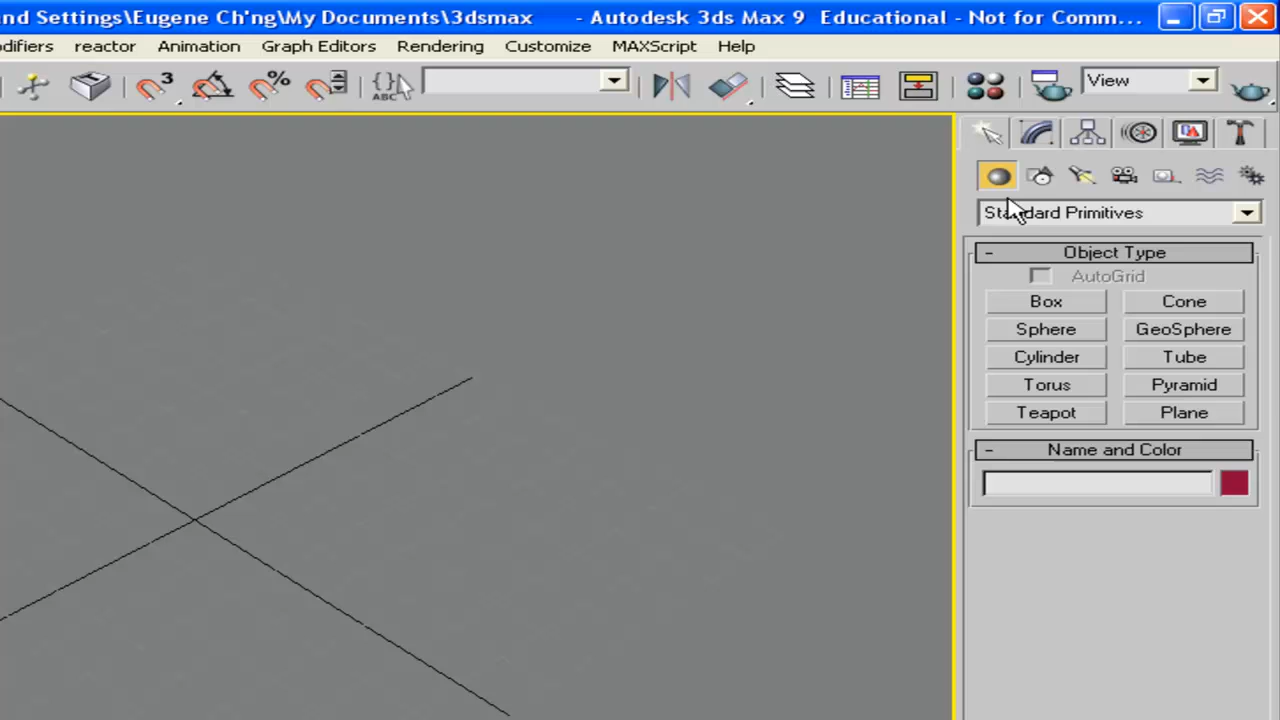 nd Settings\Eugene Ch'ng\My Documents\3dsmax - Autodesk 3ds Max 9 Educational - Not for Comm...
difiers reactor Animation Graph Editors Rendering Customize MAXScript Help
3 % {} ABC View
Standard Primitives
- Object Type
AutoGrid
Box Cone
Sphere GeoSphere
Cylinder Tube
Torus Pyramid
Teapot Plane
- Name and Color